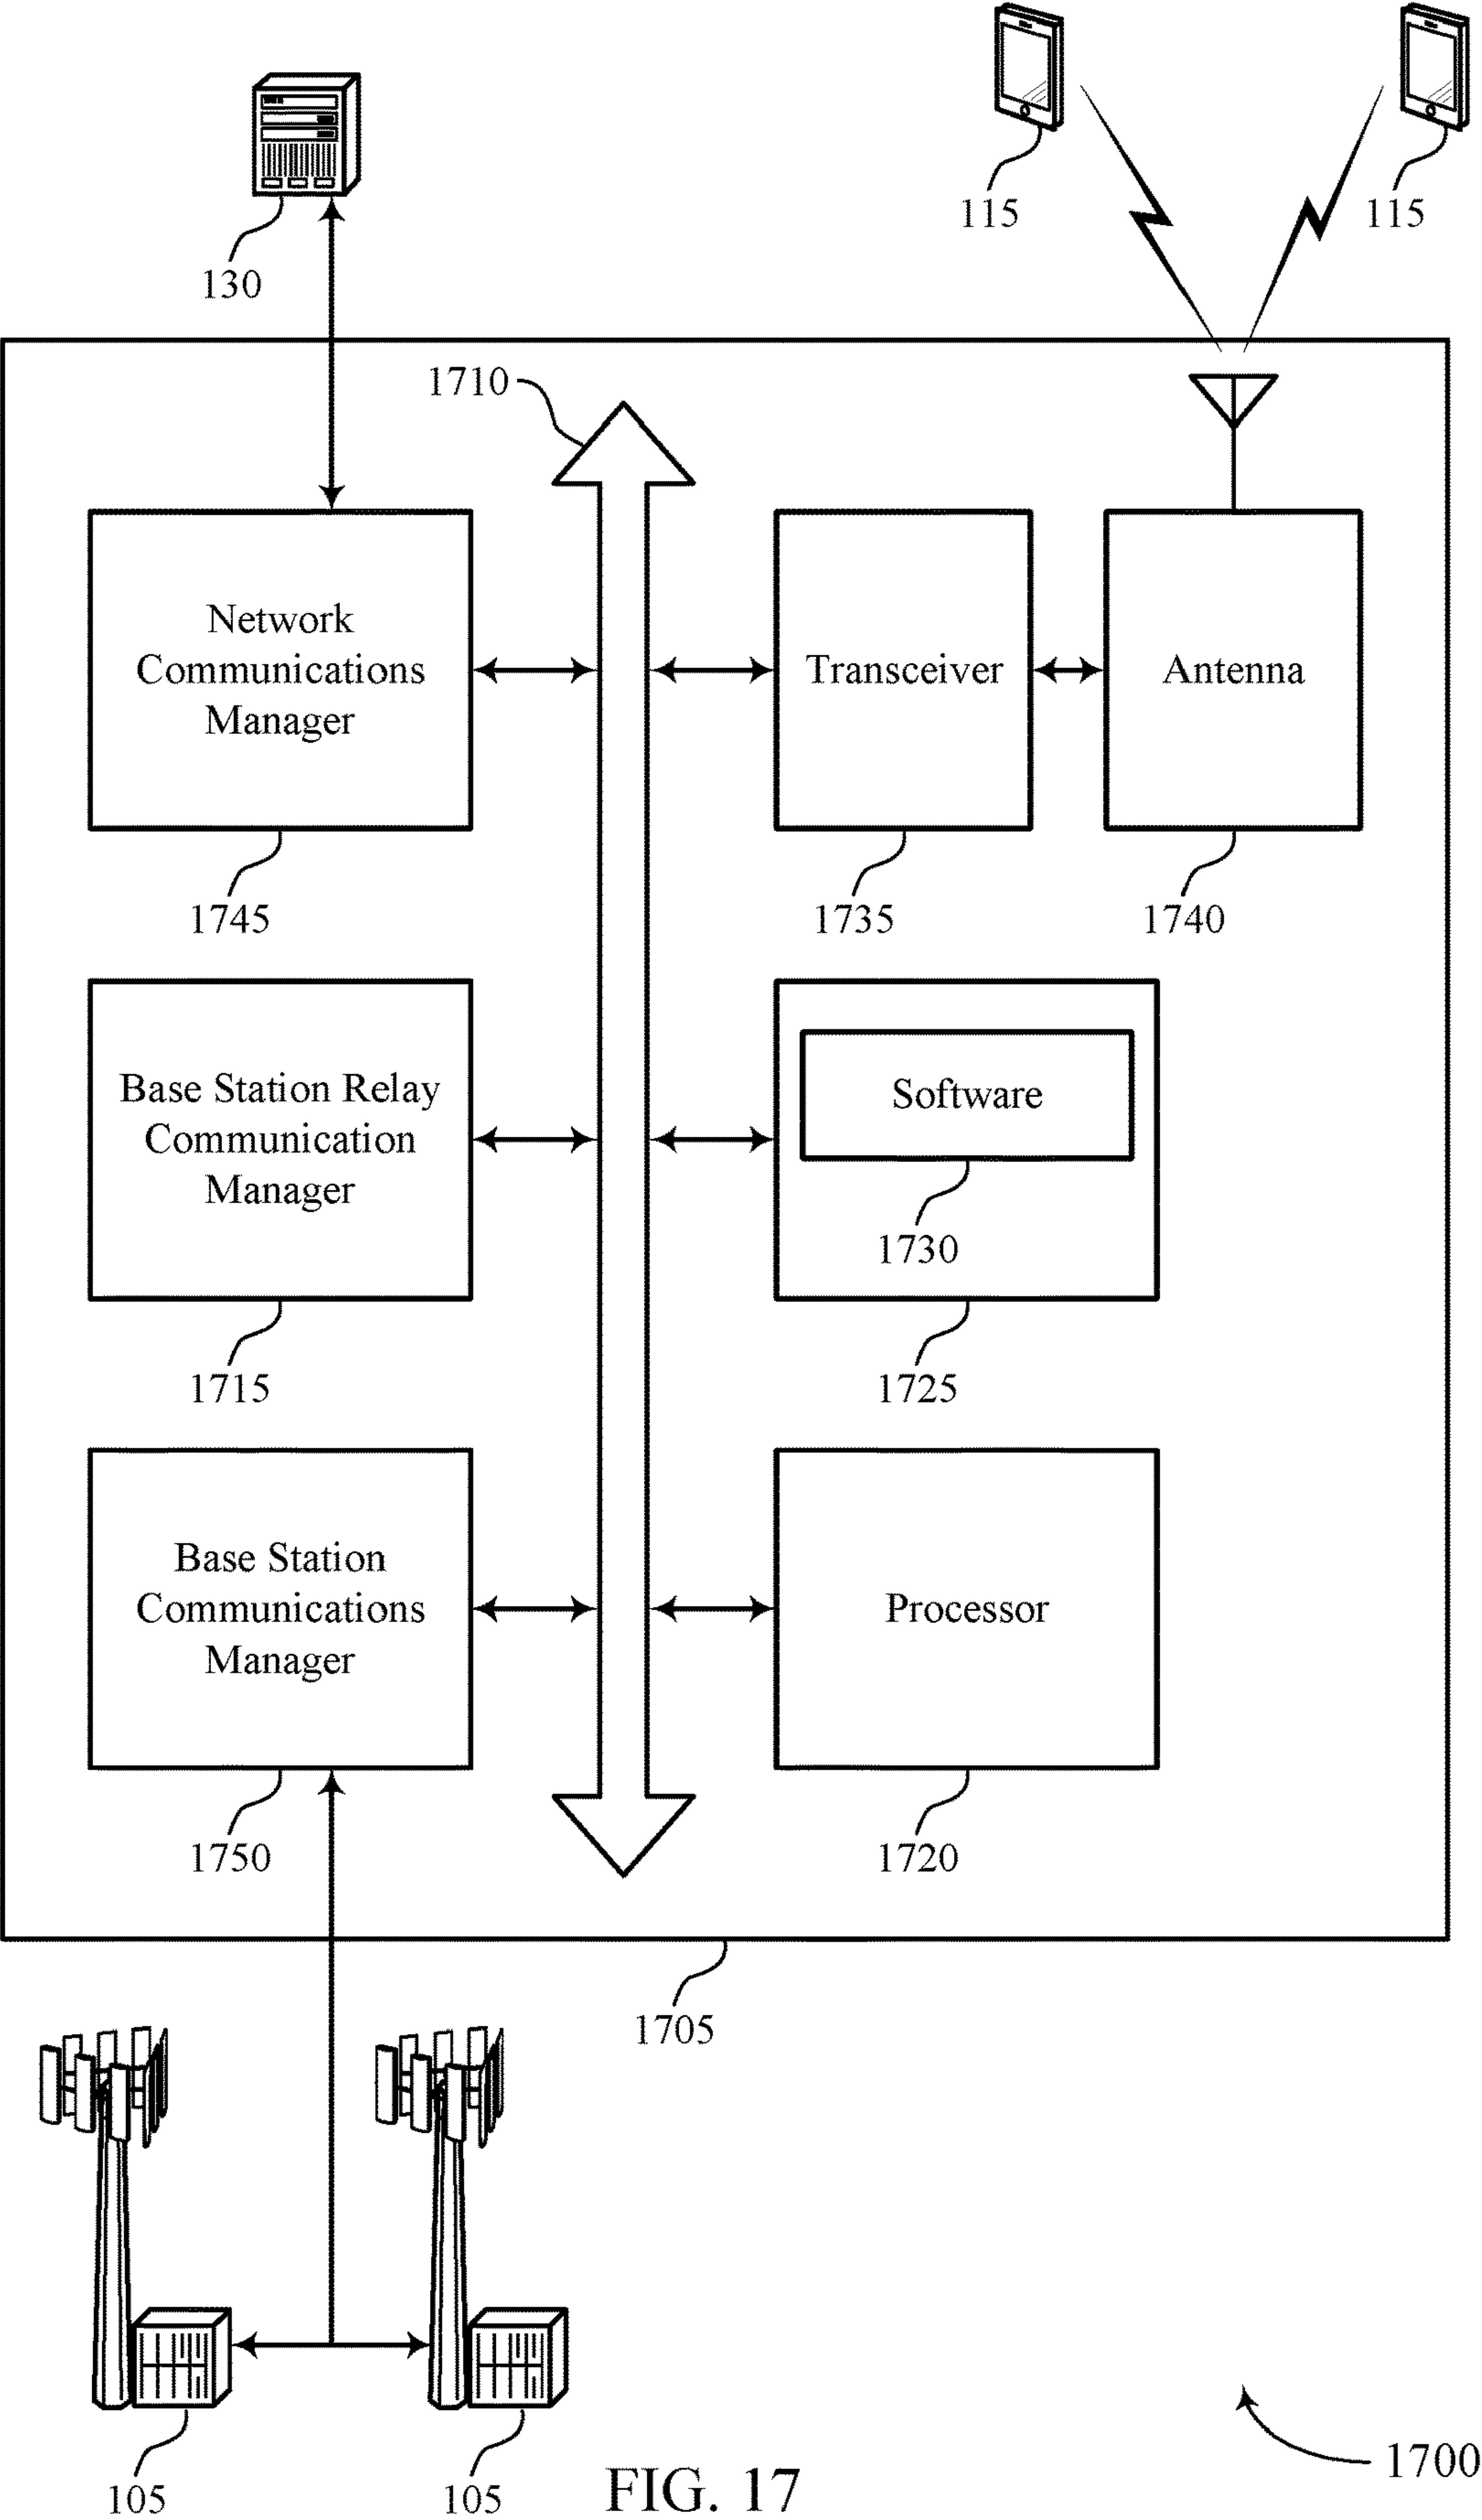 115
115
130
1710
Network
Communications
Manager
Transceiver
Antenna
1745
1735
1740
Base Station Relay
Communication
Manager
Software
1730
1715
1725
Base Station
Communications
Manager
Processor
1750
1720
1705
105
105
FIG. 17
1700